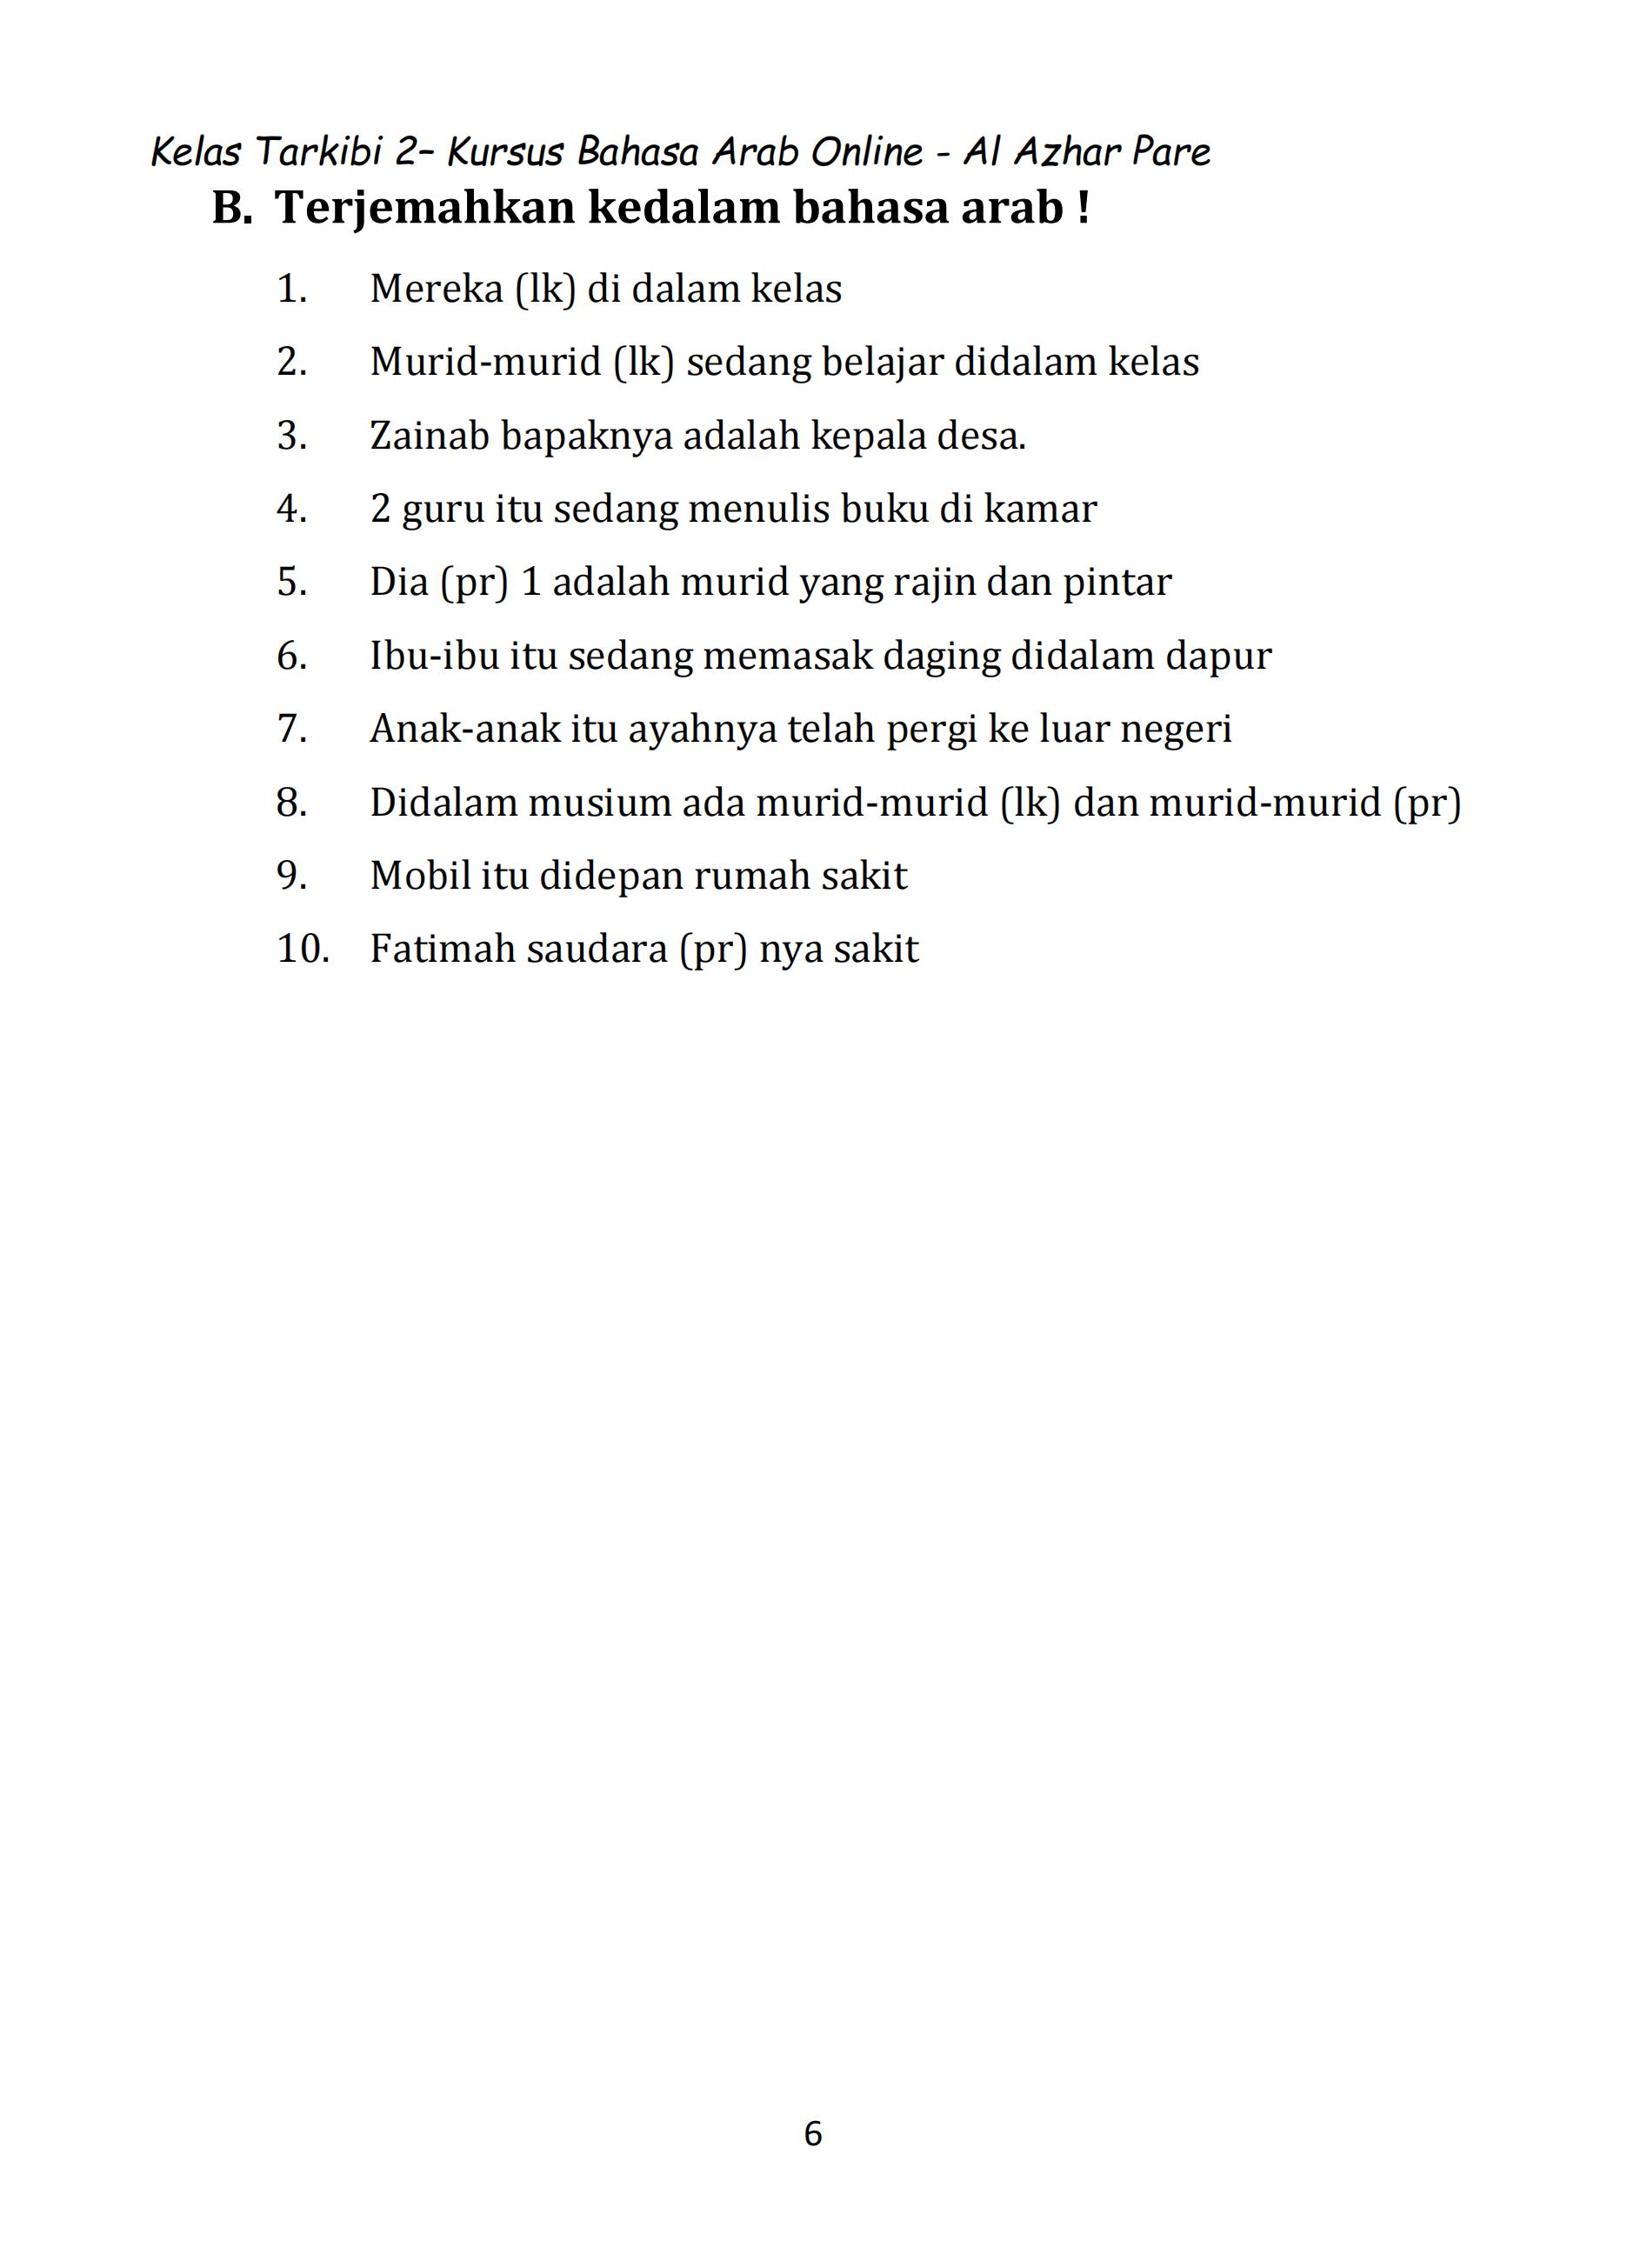 Kelas Tarkibi 2– Kursus Bahasa Arab Online - Al Azhar Pare
B. Terjemahkan kedalam bahasa arab !
1. Mereka (lk) di dalam kelas
2. Murid-murid (lk) sedang belajar didalam kelas
3. Zainab bapaknya adalah kepala desa.
4. 2 guru itu sedang menulis buku di kamar
5. Dia (pr) 1 adalah murid yang rajin dan pintar
6. Ibu-ibu itu sedang memasak daging didalam dapur
7. Anak-anak itu ayahnya telah pergi ke luar negeri
8. Didalam musium ada murid-murid (lk) dan murid-murid (pr)
9. Mobil itu didepan rumah sakit
10. Fatimah saudara (pr) nya sakit
6